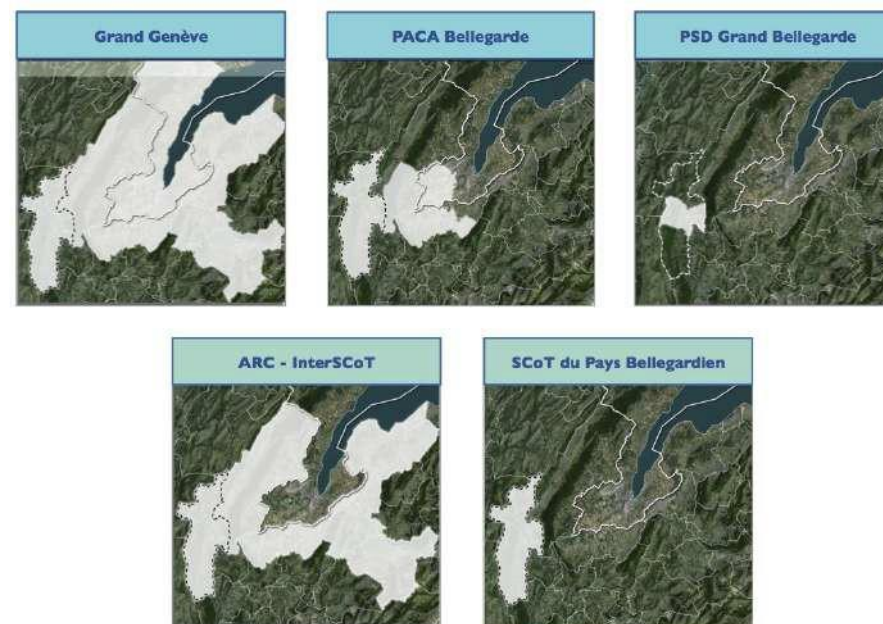 Grand Genève
PACA Bellegarde
PSD Grand Bellegarde
ARC - InterSCoT
SCoT du Pays Bellegardien